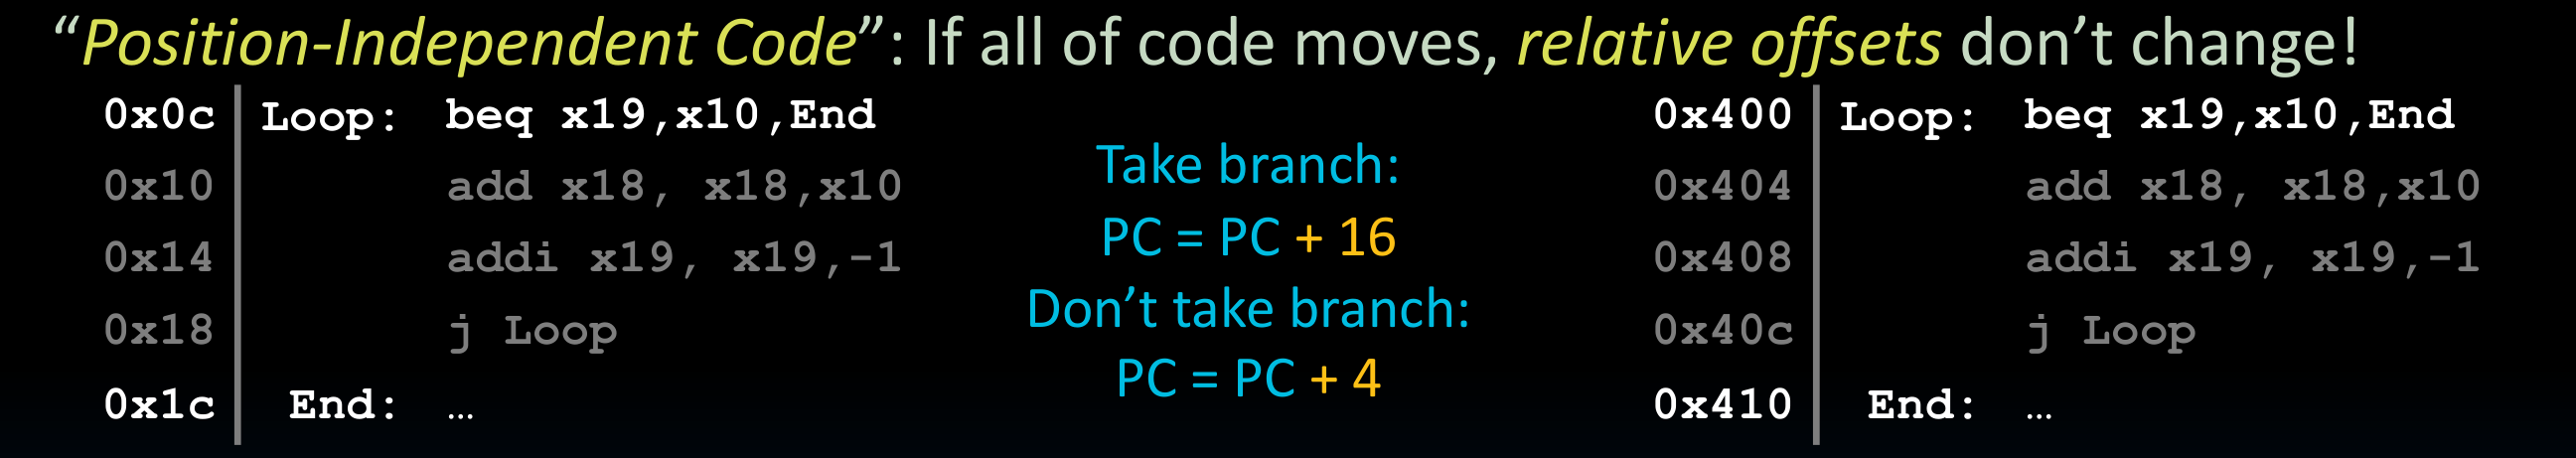 “Position-Independent Code”: If all of code moves, relative offsets don’t change!
0x0c Loop: beq x19,x10,End
0x10 add x18, x18,x10
0x14 addi x19, x19,-1
0x18 j Loop
0x1c End: …
Take branch:
PC = PC + 16
Don’t take branch:
PC = PC + 4
0x400 Loop: beq x19,x10,End
0x404 add x18, x18,x10
0x408 addi x19, x19,-1
0x40c j Loop
0x410 End: …